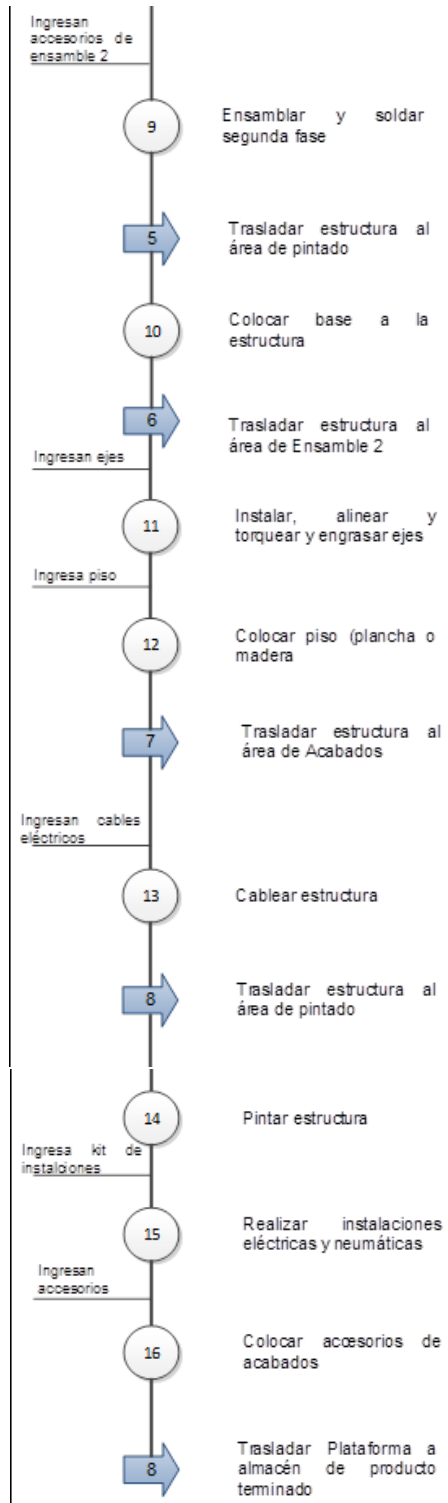 Ingresan
accesorios de
ensamble 2
9
Ensamblar y soldar
segunda fase
5
Trasladar estructura al
área de pintado
10
Colocar base a la
estructura
6
Trasladar estructura al
área de Ensamble 2
Ingresan ejes
11
Instalar, alinear y
torquear y engrasar ejes
Ingresa piso
12
Colocar piso (plancha o
madera
7
Trasladar estructura al
área de Acabados
Ingresan cables
eléctricos
13
Cablear estructura
8
Trasladar estructura al
área de pintado
14
Pintar estructura
Ingresa kit de
instalciones
15
Realizar instalaciones
eléctricas y neumáticas
Ingresan
accesorios
16
Colocar accesorios de
acabados
8
Trasladar Plataforma a
almacén de producto
terminado